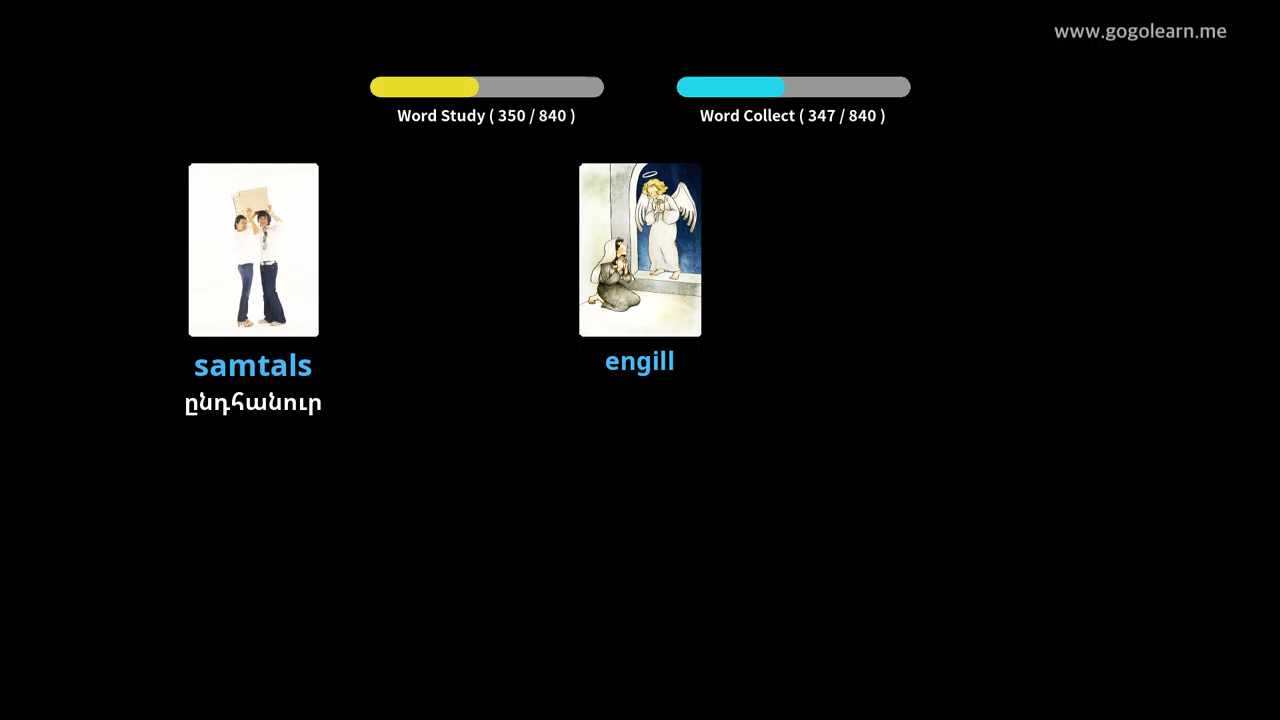 www.gogolearn.me
Word Study ( 350 / 840 )
Word Collect ( 347 / 840 )
samtals
ընդհանուր
engill